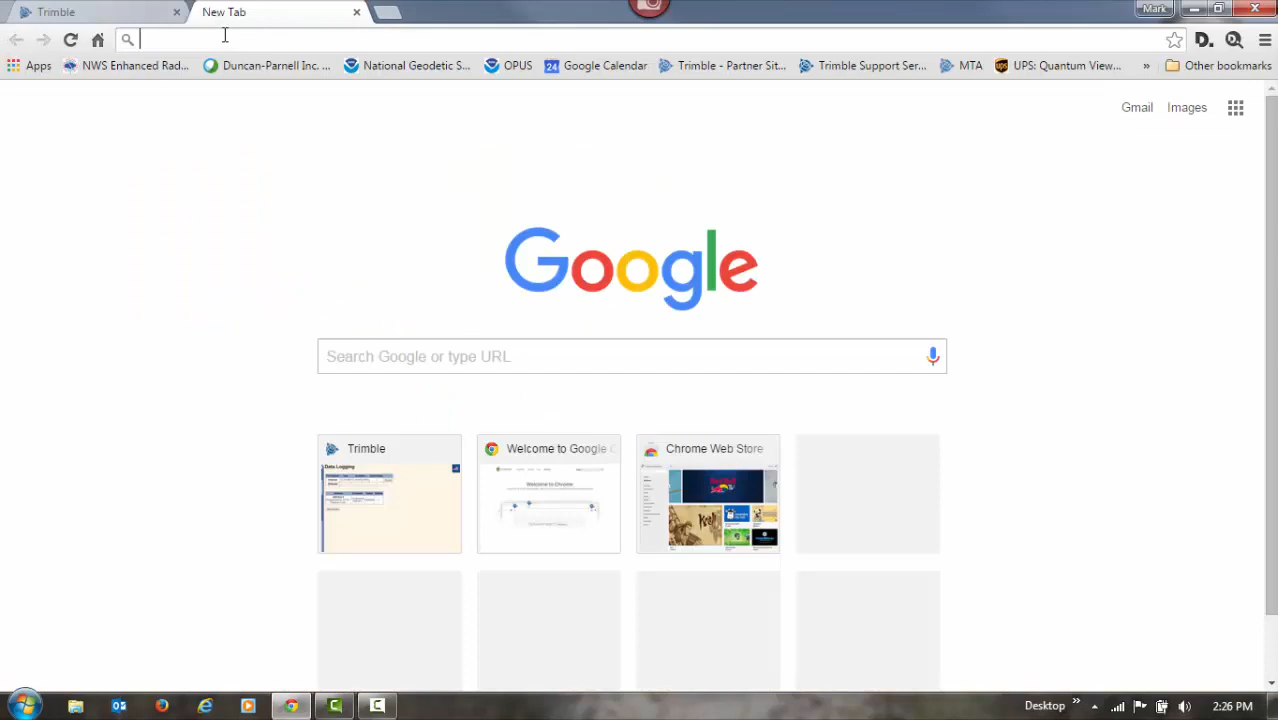 Trimble
New Tab
Mark
Apps
NWS Enhanced Rad...
Duncan-Parnell Inc. ...
National Geodetic S...
OPUS
24
Google Calendar
Trimble - Partner Sit...
Trimble Support Ser...
MTA
ups
UPS: Quantum View...
»
Other bookmarks
Gmail
Images
Google
Search Google or type URL
Trimble
Welcome to Google C
Chrome Web Store
Data Logging
Welcome to Chrome
Desktop
»
2:26 PM